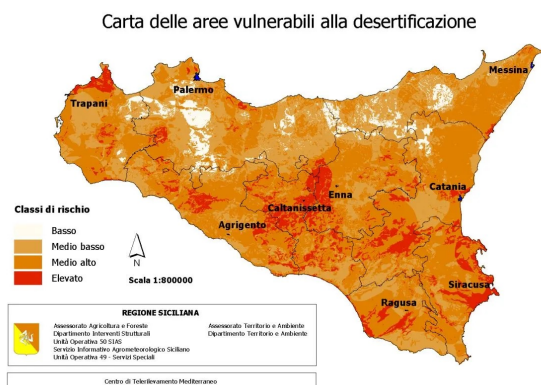 Carta delle aree vulnerabili alla desertificazione
Messina
Palermo
Trapani
Catania
Enna
Caltanissetta
Agrigento
Siracusa
Ragusa
Classi di rischio
Basso
Medio basso
Medio alto
Elevato
N
Scala 1:800000
REGIONE SICILIANA
Assessorato Agricoltura e Foreste
Dipartimento Interventi Strutturali
Unità Operativa 50 SIAS
Servizio Informativo Agrometeorologico Siciliano
Unità Operativa 49 - Servizi Speciali
Assessorato Territorio e Ambiente
Dipartimento Territorio e Ambiente
Centro di Telerilevamento Mediterraneo